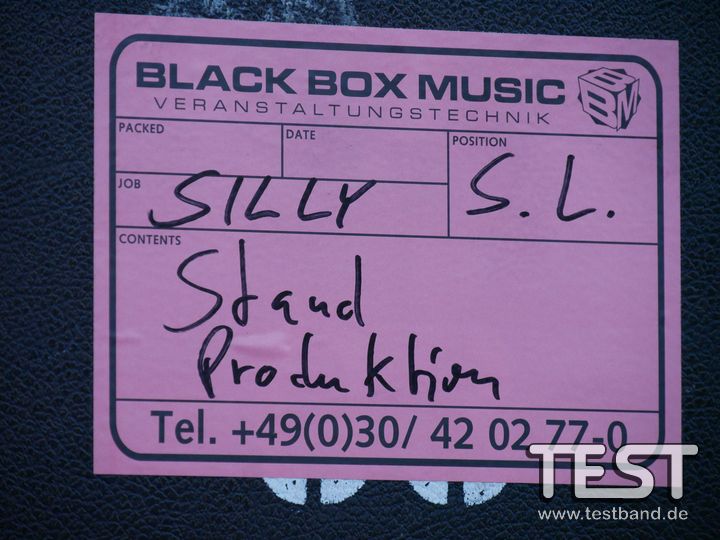 BLACK BOX MUSIC
VERANSTALTUNGSTECHNIK
BBM
PACKED
DATE
POSITION
S. L.
JOB
SILLY
CONTENTS
Stand
Produktion
Tel. +49(0)30/ 42 02 77-0
TEST
www.testband.de